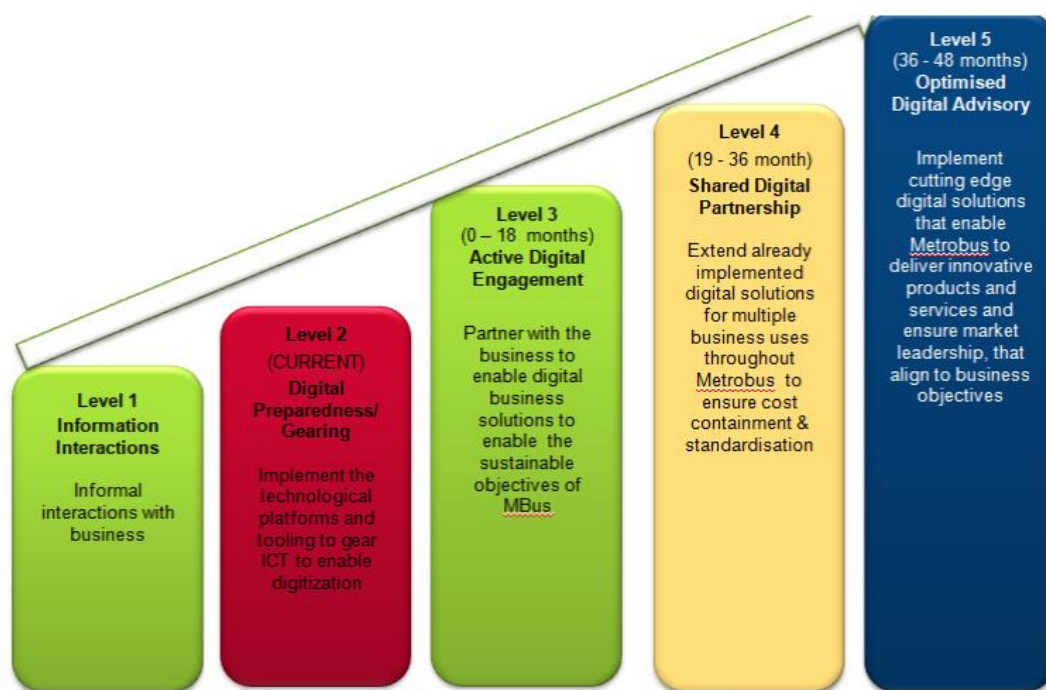 Level 1
Information
Interactions
Informal
interactions with
business
Level 2
(CURRENT)
Digital
Preparedness/
Gearing
Implement the
technological
platforms and
tooling to gear
ICT to enable
digitization
Level 3
(0 – 18 months)
Active Digital
Engagement
Partner with the
business to
enable digital
business
solutions to
enable the
sustainable
objectives of
MBus
Level 4
(19 - 36 month)
Shared Digital
Partnership
Extend already
implemented
digital solutions
for multiple
business uses
throughout
Metrobus to
ensure cost
containment &
standardisation
Level 5
(36 - 48 months)
Optimised
Digital Advisory
Implement
cutting edge
digital solutions
that enable
Metrobus to
deliver innovative
products and
services and
ensure market
leadership, that
align to business
objectives